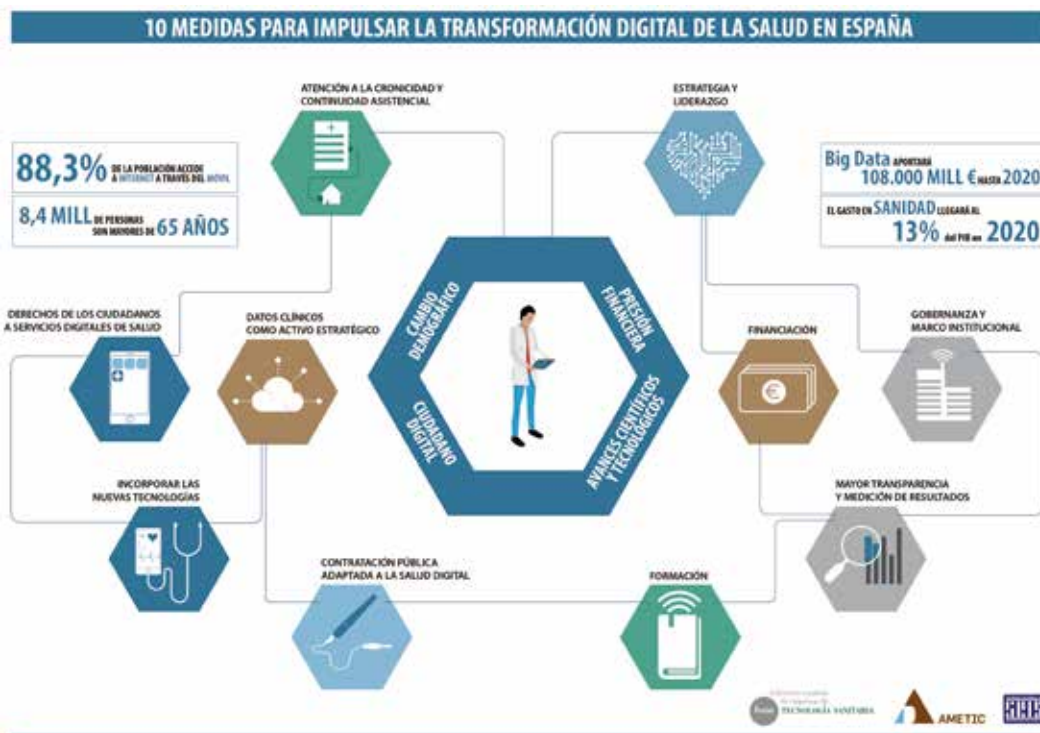 10 MEDIDAS PARA IMPULSAR LA TRANSFORMACIÓN DIGITAL DE LA SALUD EN ESPAÑA
ATENCIÓN A LA CRONICIDAD Y
CONTINUIDAD ASISTENCIAL
ESTRATEGIA Y
LIDERAZGO
88,3% DE LA POBLACIÓN ACCEDE
A INTERNET A TRAVÉS DEL MÓVIL
8,4 MILL DE PERSONAS
SON MAYORES DE 65 AÑOS
Big Data APORTARÁ
108.000 MILL € HASTA 2020
EL GASTO EN SANIDAD LLEGARÁ AL
13% del PIB en 2020
CAMBIO
DEMOGRÁFICO
PRESIÓN
FINANCIERA
CIUDADANO
DIGITAL
AVANCES CIENTÍFICOS
Y TECNOLÓGICOS
DERECHOS DE LOS CIUDADANOS
A SERVICIOS DIGITALES DE SALUD
DATOS CLÍNICOS
COMO ACTIVO ESTRATÉGICO
FINANCIACIÓN
GOBERNANZA Y
MARCO INSTITUCIONAL
INCORPORAR LAS
NUEVAS TECNOLOGÍAS
MAYOR TRANSPARENCIA
Y MEDICIÓN DE RESULTADOS
CONTRATACIÓN PÚBLICA
ADAPTADA A LA SALUD DIGITAL
FORMACIÓN
TECNOLOGÍA SANITARIA
AMETIC